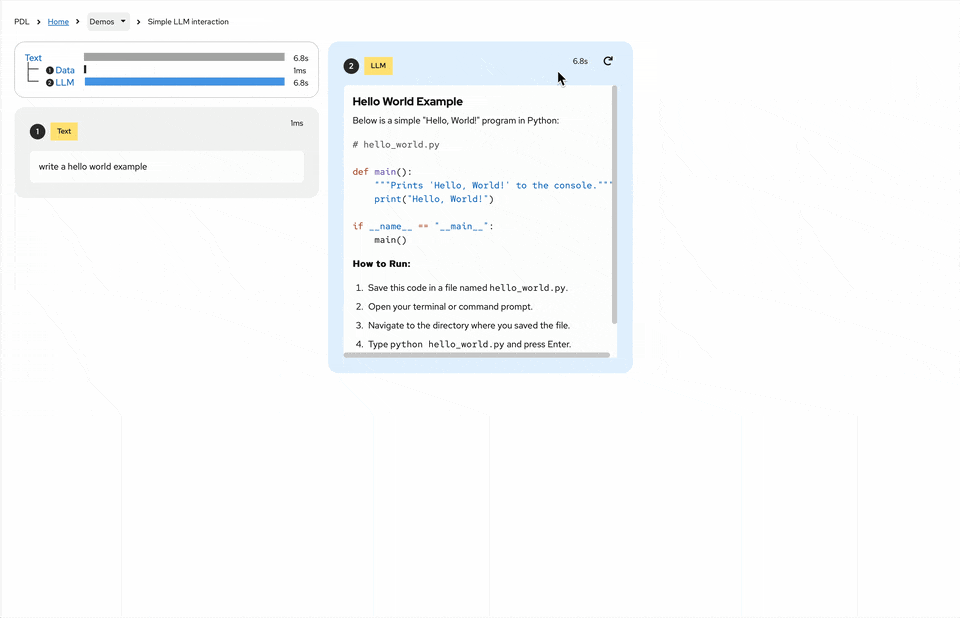 PDL > Home > Demos > Simple LLM interaction
Text 6.8s
1 Data 1ms
2 LLM 6.8s
1 Text 1ms
write a hello world example
2 LLM 6.8s
Hello World Example
Below is a simple "Hello, World!" program in Python:
# hello_world.py
def main():
"""Prints 'Hello, World!' to the console."""
print("Hello, World!")
if __name__ == "__main__":
main()
How to Run:
1. Save this code in a file named hello_world.py.
2. Open your terminal or command prompt.
3. Navigate to the directory where you saved the file.
4. Type python hello_world.py and press Enter.